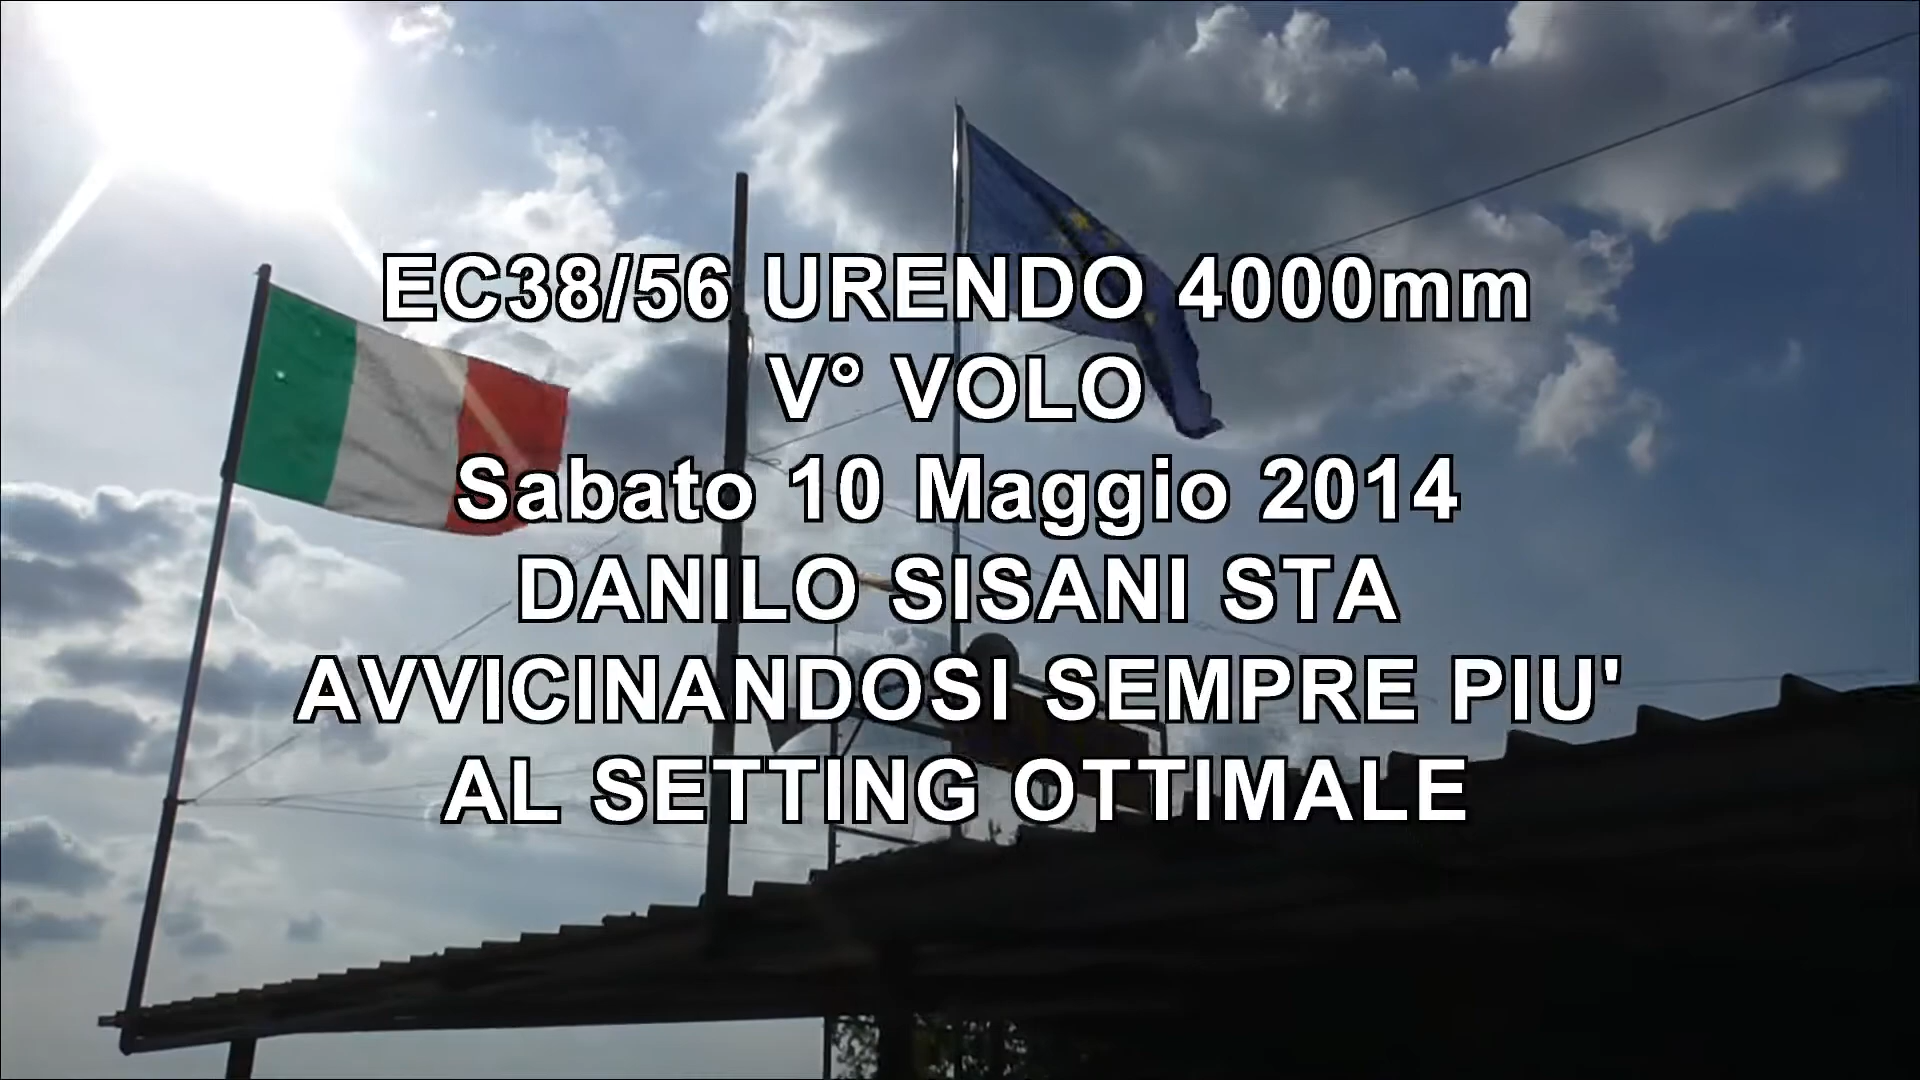 EC38/56 URENDO 4000mm
V° VOLO
Sabato 10 Maggio 2014
DANILO SISANI STA
AVVICINANDOSI SEMPRE PIU'
AL SETTING OTTIMALE